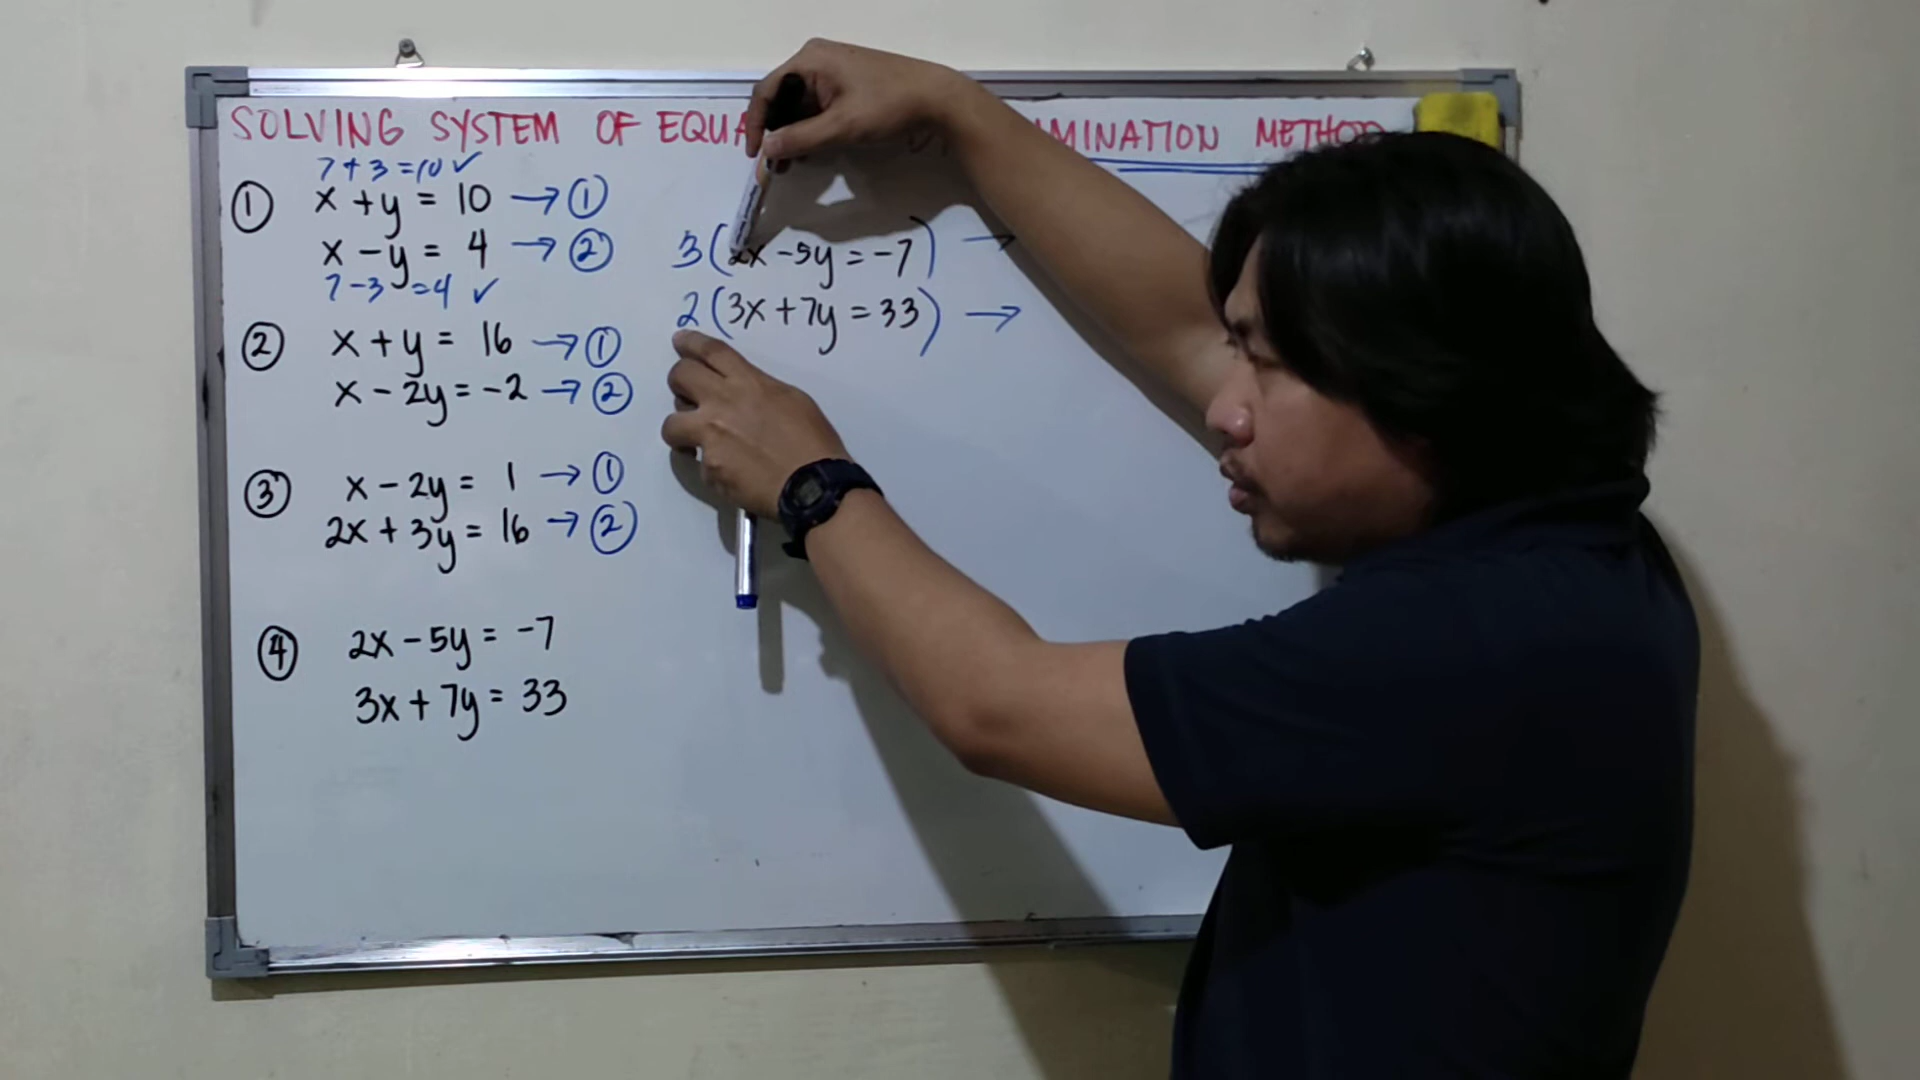 SOLVING SYSTEM OF METHOD
7 + 3 = 10 ✓
① x + y = 10 → ①
x - y = 4 → ②
7 - 3 = 4 ✓
② x + y = 16 → ①
x - 2y = -2 → ②
③ x - 2y = 1 → ①
2x + 3y = 16 → ②
④ 2x - 5y = -7
3x + 7y = 33
3(2x - 5y = -7) →
2(3x + 7y = 33) →